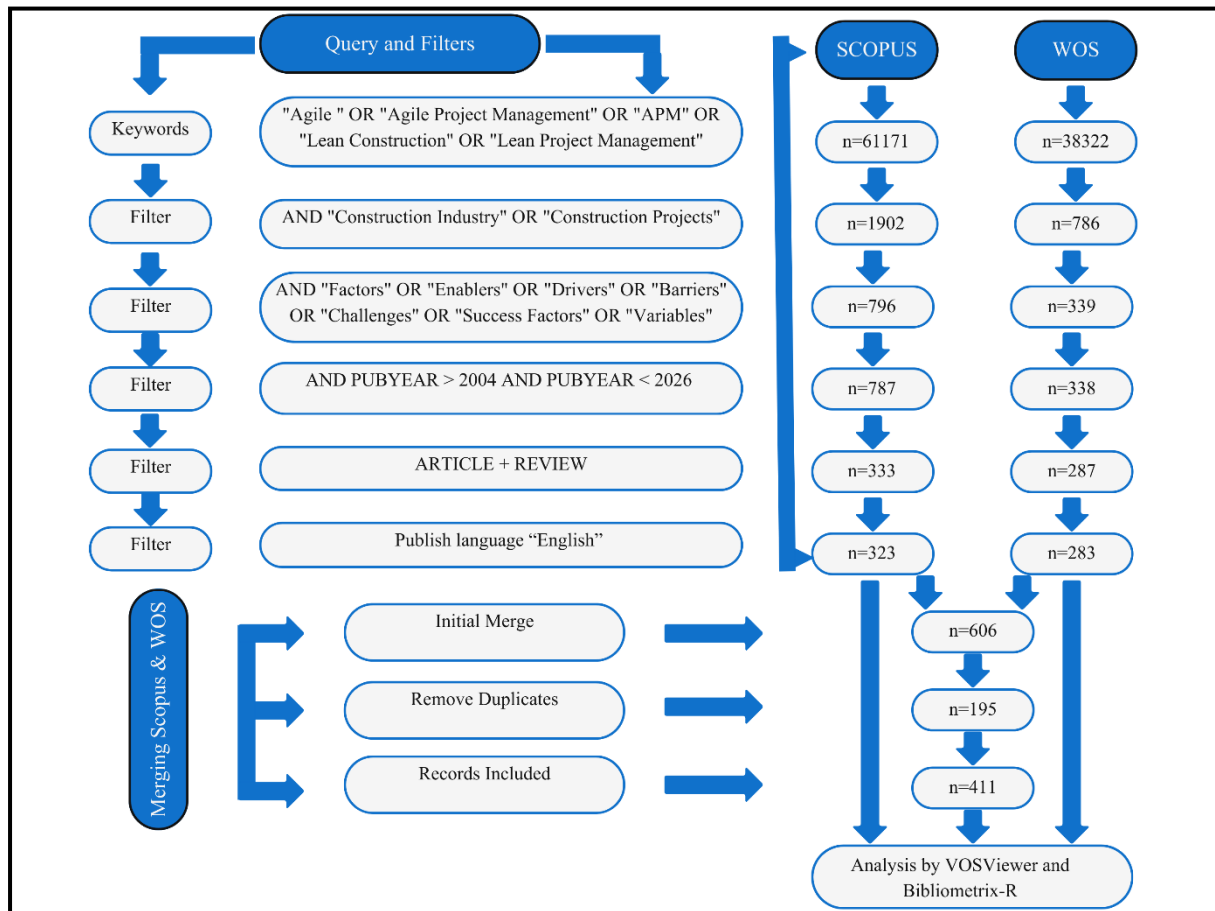 Query and Filters
SCOPUS
WOS
Keywords
"Agile " OR "Agile Project Management" OR "APM" OR
"Lean Construction" OR "Lean Project Management"
n=61171
n=38322
Filter
AND "Construction Industry" OR "Construction Projects"
n=1902
n=786
Filter
AND "Factors" OR "Enablers" OR "Drivers" OR "Barriers"
OR "Challenges" OR "Success Factors" OR "Variables"
n=796
n=339
Filter
AND PUBYEAR > 2004 AND PUBYEAR < 2026
n=787
n=338
Filter
ARTICLE + REVIEW
n=333
n=287
Filter
Publish language “English”
n=323
n=283
Merging Scopus & WOS
Initial Merge
n=606
Remove Duplicates
n=195
Records Included
n=411
Analysis by VOSViewer and
Bibliometrix-R